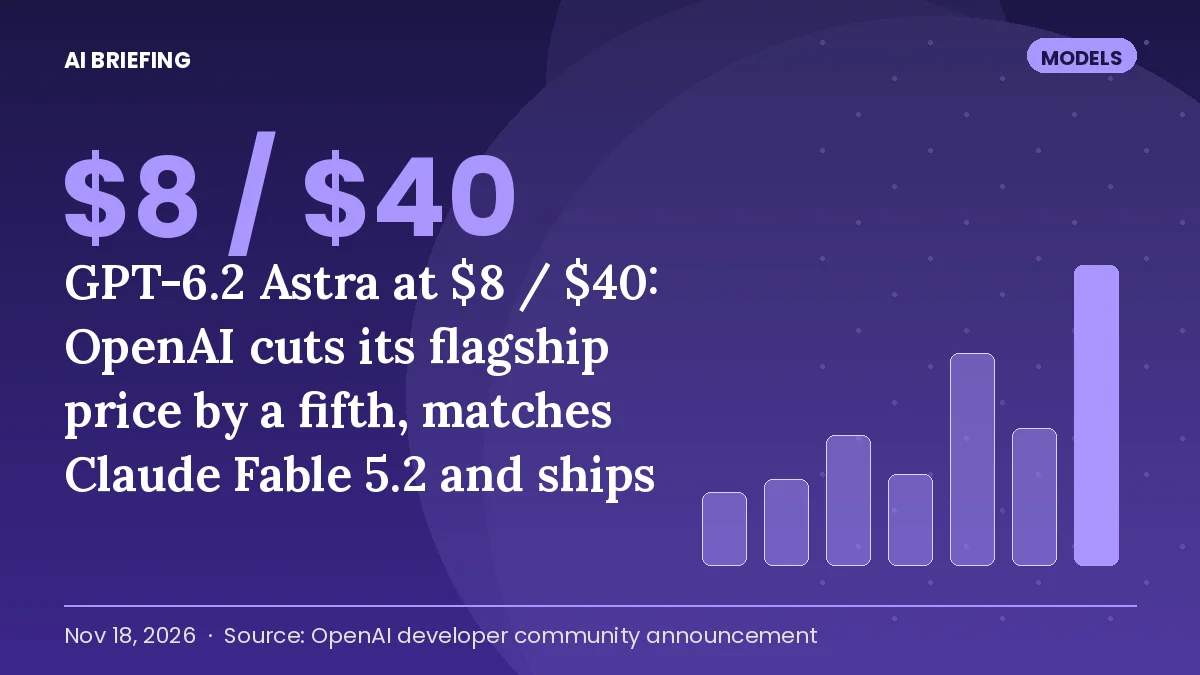 AI BRIEFING
MODELS
$8 / $40
GPT-6.2 Astra at $8 / $40:
OpenAI cuts its flagship
price by a fifth, matches
Claude Fable 5.2 and ships
Nov 18, 2026 · Source: OpenAI developer community announcement